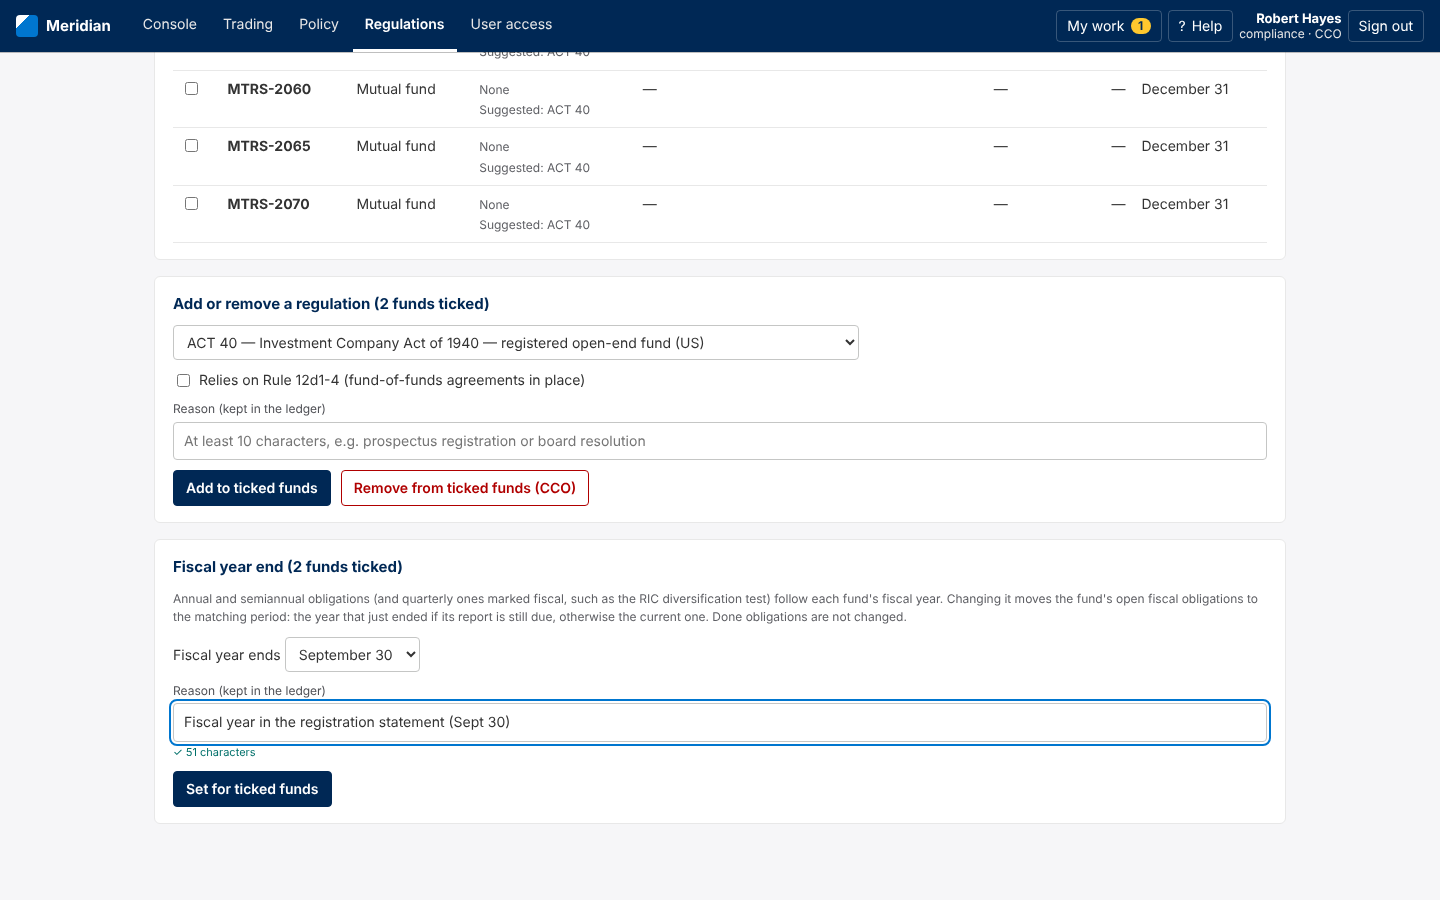 Meridian
Console
Trading
Policy
Regulations
User access
My work 1
? Help
Robert Hayes
compliance · CCO
Sign out
Suggested: ACT 40
MTRS-2060 Mutual fund None — — — December 31
Suggested: ACT 40
MTRS-2065 Mutual fund None — — — December 31
Suggested: ACT 40
MTRS-2070 Mutual fund None — — — December 31
Suggested: ACT 40
Add or remove a regulation (2 funds ticked)
ACT 40 — Investment Company Act of 1940 — registered open-end fund (US)
Relies on Rule 12d1-4 (fund-of-funds agreements in place)
Reason (kept in the ledger)
At least 10 characters, e.g. prospectus registration or board resolution
Add to ticked funds
Remove from ticked funds (CCO)
Fiscal year end (2 funds ticked)
Annual and semiannual obligations (and quarterly ones marked fiscal, such as the RIC diversification test) follow each fund's fiscal year. Changing it moves the fund's open fiscal obligations to
the matching period: the year that just ended if its report is still due, otherwise the current one. Done obligations are not changed.
Fiscal year ends September 30
Reason (kept in the ledger)
Fiscal year in the registration statement (Sept 30)
✓ 51 characters
Set for ticked funds